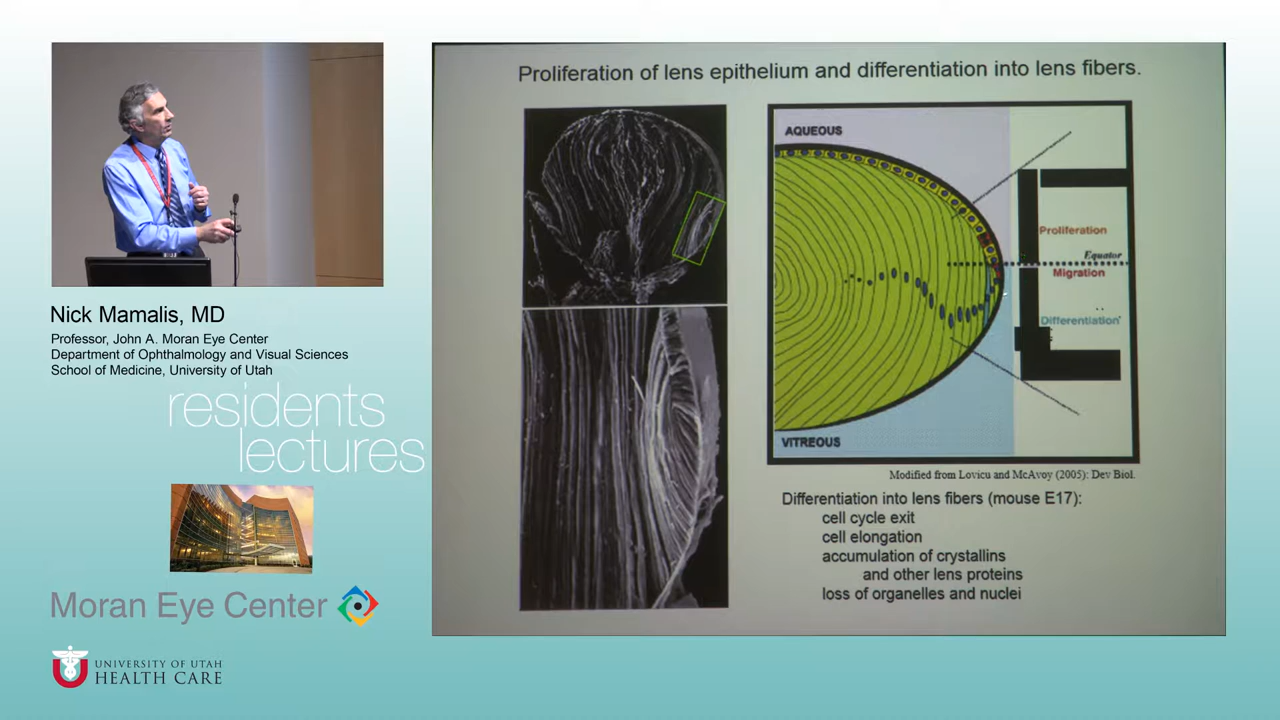 Proliferation of lens epithelium and differentiation into lens fibers.
AQUEOUS
Proliferation
Equator
Migration
Differentiation
VITREOUS
Modified from Lovicu and McAvoy (2005): Dev Biol.
Differentiation into lens fibers (mouse E17):
cell cycle exit
cell elongation
accumulation of crystallins
and other lens proteins
loss of organelles and nuclei
Nick Mamalis, MD
Professor, John A. Moran Eye Center
Department of Ophthalmology and Visual Sciences
School of Medicine, University of Utah
residents
lectures
Moran Eye Center
UNIVERSITY OF UTAH
HEALTH CARE